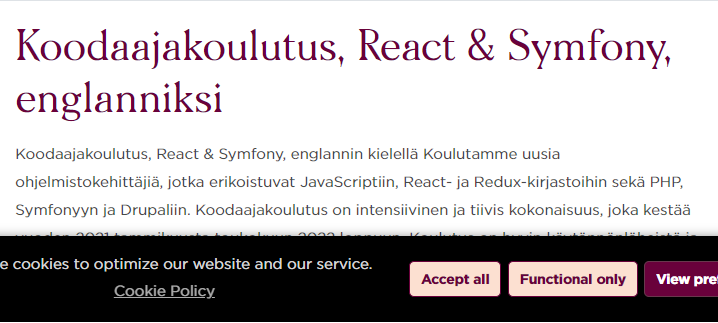 Koodaajakoulutus, React & Symfony,
englanniksi
Koodaajakoulutus, React & Symfony, englannin kielellä Koulutamme uusia
ohjelmistokehittäjiä, jotka erikoistuvat JavaScriptiin, React- ja Redux-kirjastoihin sekä PHP,
Symfonyyn ja Drupaliin. Koodaajakoulutus on intensiivinen ja tiivis kokonaisuus, joka kestää
cookies to optimize our website and our service.
Cookie Policy
Accept all
Functional only
View